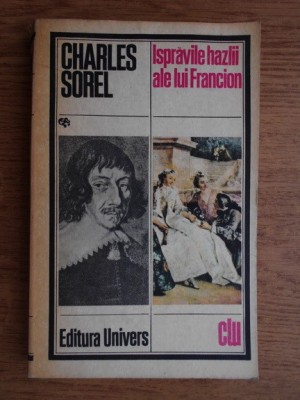 CHARLES
SOREL
Isprăvile hazlii
ale lui Francion
Editura Univers
clu